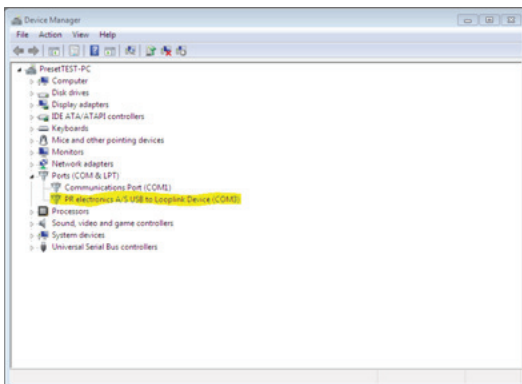 Device Manager
File Action View Help
PresetTEST-PC
Computer
Disk drives
Display adapters
IDE ATA/ATAPI controllers
Keyboards
Mice and other pointing devices
Monitors
Network adapters
Ports (COM & LPT)
Communications Port (COM1)
PR electronics A/S USB to Looplink Device (COM3)
Processors
Sound, video and game controllers
System devices
Universal Serial Bus controllers